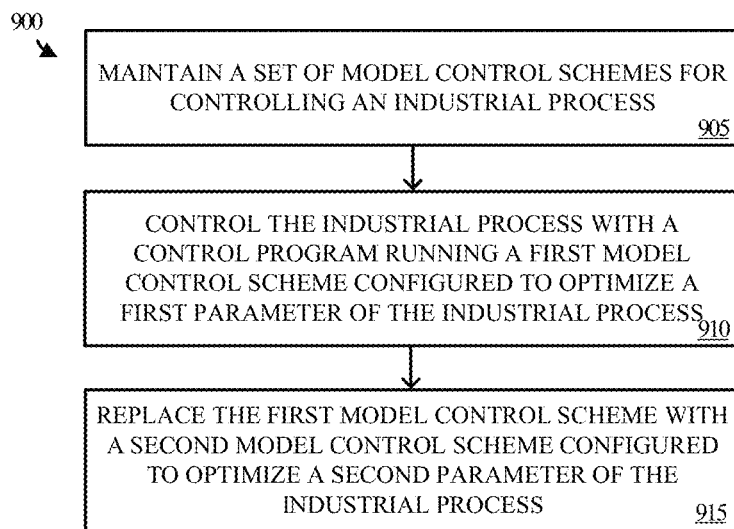 900
MAINTAIN A SET OF MODEL CONTROL SCHEMES FOR
CONTROLLING AN INDUSTRIAL PROCESS
905
CONTROL THE INDUSTRIAL PROCESS WITH A
CONTROL PROGRAM RUNNING A FIRST MODEL
CONTROL SCHEME CONFIGURED TO OPTIMIZE A
FIRST PARAMETER OF THE INDUSTRIAL PROCESS
910
REPLACE THE FIRST MODEL CONTROL SCHEME WITH
A SECOND MODEL CONTROL SCHEME CONFIGURED
TO OPTIMIZE A SECOND PARAMETER OF THE
INDUSTRIAL PROCESS
915